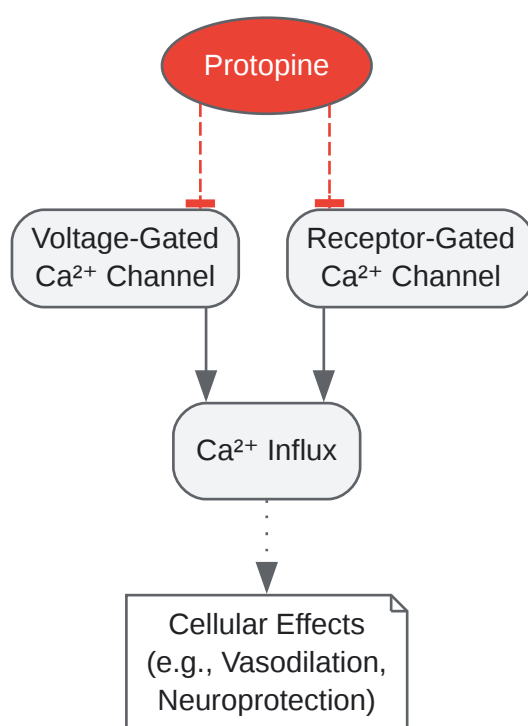 Protopine
Voltage-Gated
Ca²⁺ Channel
Receptor-Gated
Ca²⁺ Channel
Ca²⁺ Influx
Cellular Effects
(e.g., Vasodilation,
Neuroprotection)